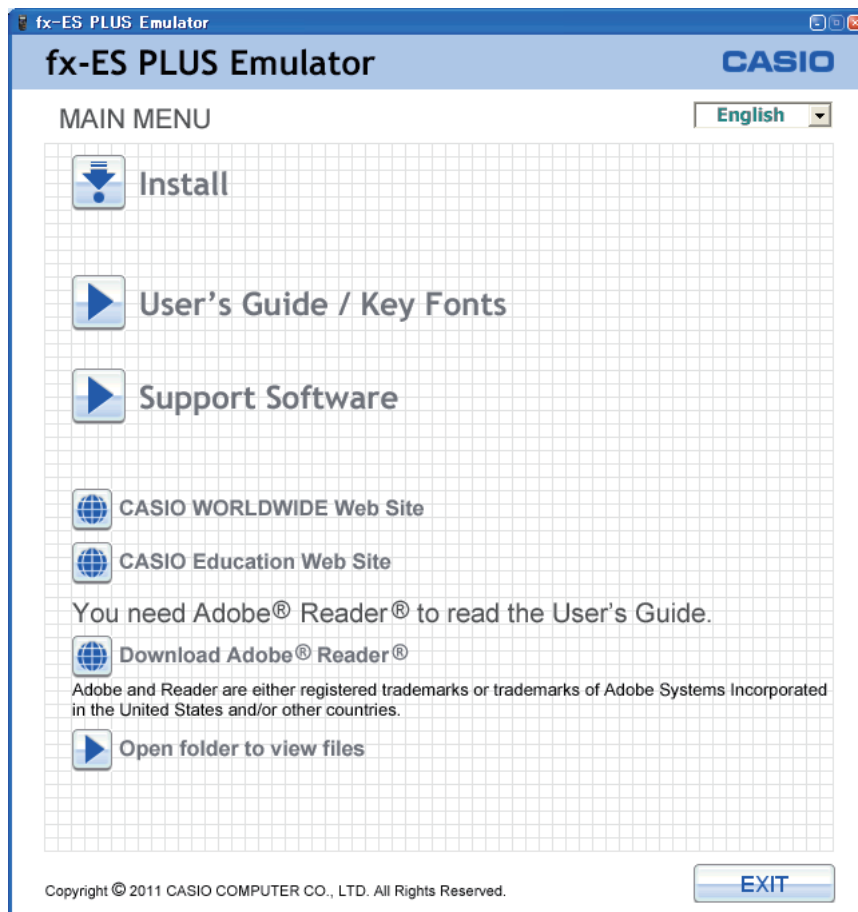 fx-ES PLUS Emulator
fx-ES PLUS Emulator
CASIO
MAIN MENU
English
Install
User's Guide / Key Fonts
Support Software
CASIO WORLDWIDE Web Site
CASIO Education Web Site
You need Adobe® Reader® to read the User's Guide.
Download Adobe® Reader®
Adobe and Reader are either registered trademarks or trademarks of Adobe Systems Incorporated
in the United States and/or other countries.
Open folder to view files
Copyright © 2011 CASIO COMPUTER CO., LTD. All Rights Reserved.
EXIT